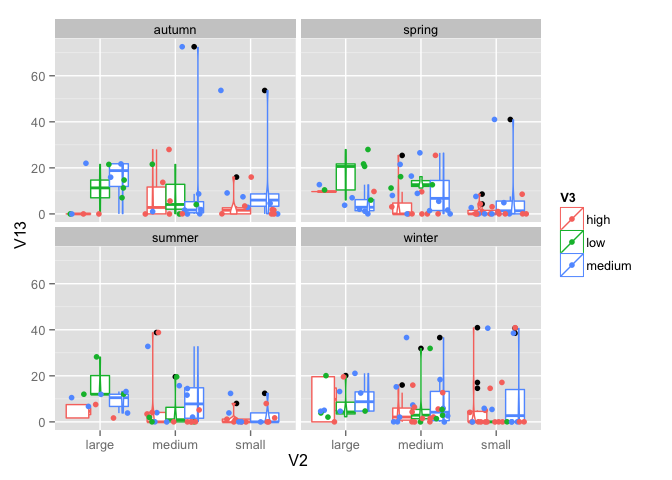 autumn
spring
60
40
20
0
V13
summer
winter
60
40
20
0
large
medium
small
large
medium
small
V2
V3
high
low
medium